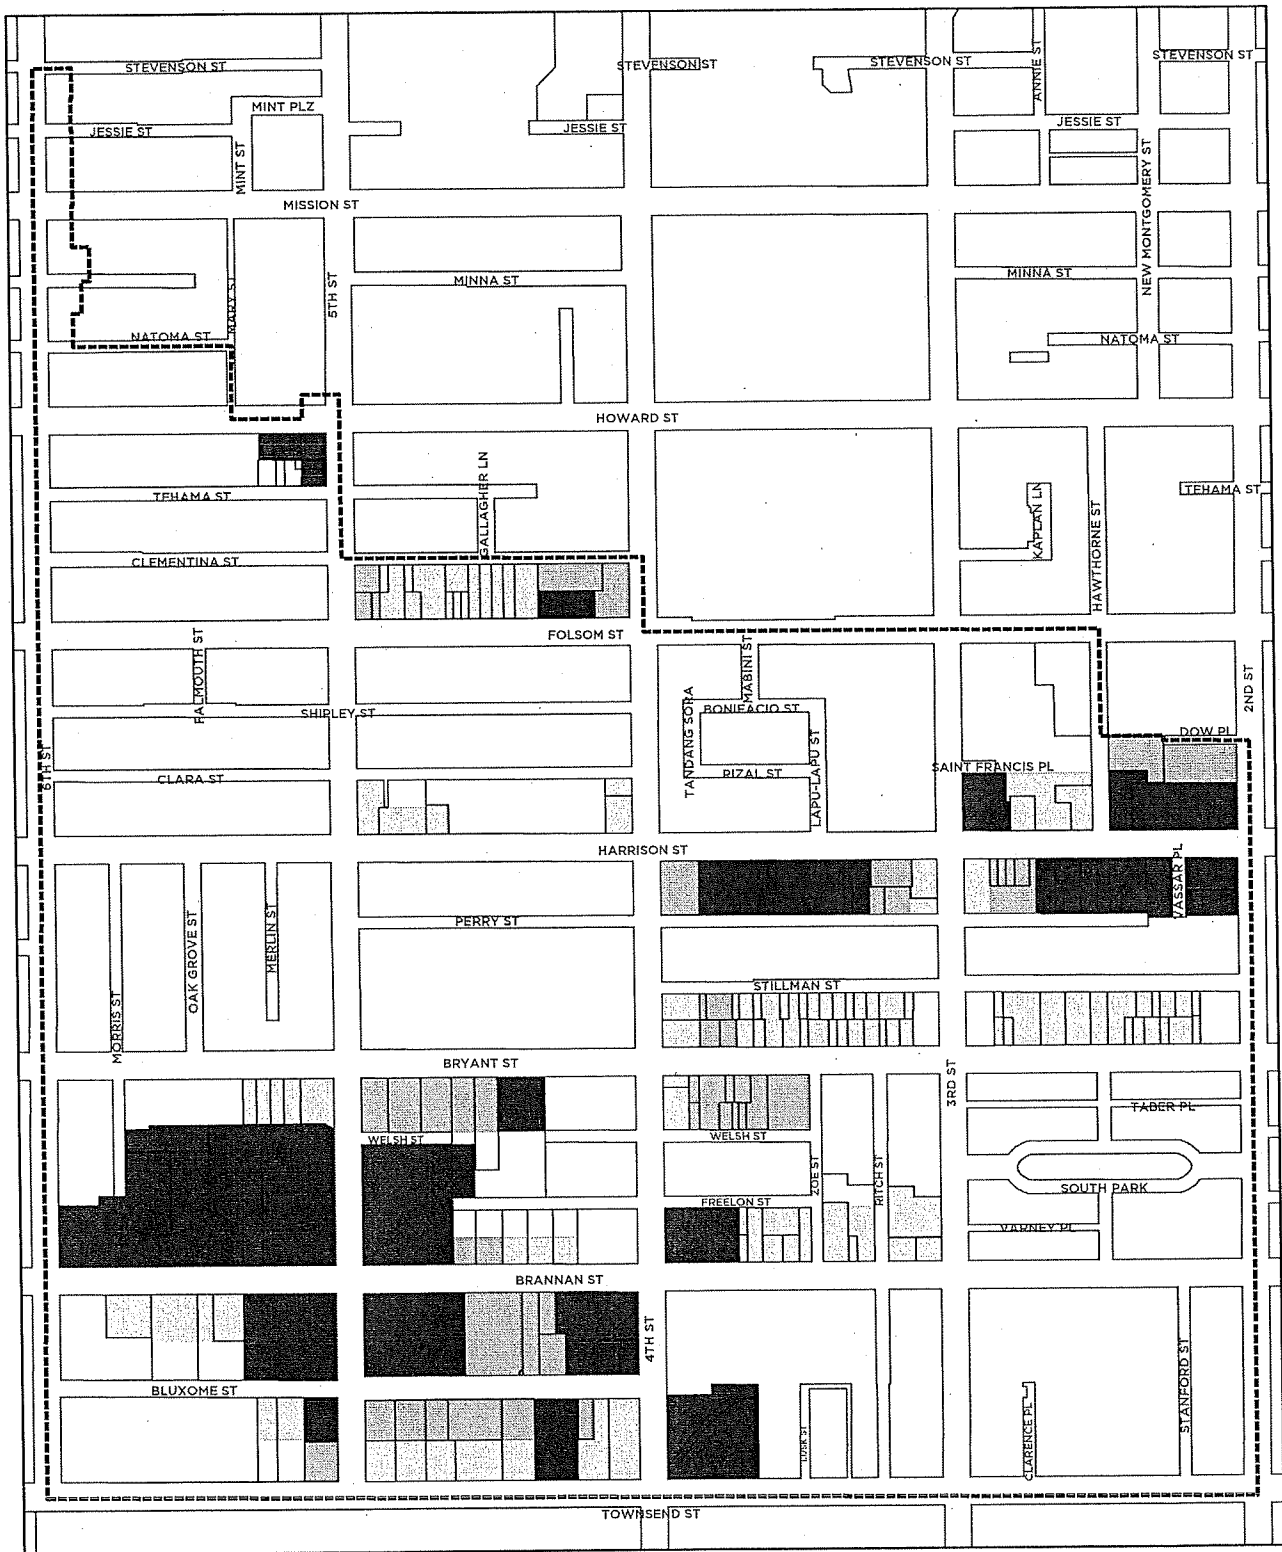 STEVENSON ST
STEVENSON ST
STEVENSON ST
STEVENSON ST
ANNIE ST
MINT PLZ
JESSIE ST
JESSIE ST
JESSIE ST
MINT ST
NEW MONTGOMERY ST
MISSION ST
MINNA ST
MINNA ST
5TH ST
MARY ST
NATOMA ST
NATOMA ST
HOWARD ST
GALLAGHER LN
KAPLAN LN
HAWTHORNE ST
TEHAMA ST
TEHAMA ST
CLEMENTINA ST
FOLSOM ST
FALMOUTH ST
MABINI ST
2ND ST
TANDANG SORA
BONIFACIO ST
SHIPLEY ST
DOW PL
LAPU-LAPU ST
6TH ST
CLARA ST
RIZAL ST
SAINT FRANCIS PL
HARRISON ST
VASSAR PL
OAK GROVE ST
MERLIN ST
PERRY ST
STILLMAN ST
MORRIS ST
BRYANT ST
3RD ST
TABER PL
WELSH ST
WELSH ST
ZOE ST
RITCH ST
SOUTH PARK
FREELON ST
VARNEY PL
BRANNAN ST
4TH ST
STANFORD ST
BLUXOME ST
LUSK ST
CLARENCE PL
TOWNSEND ST